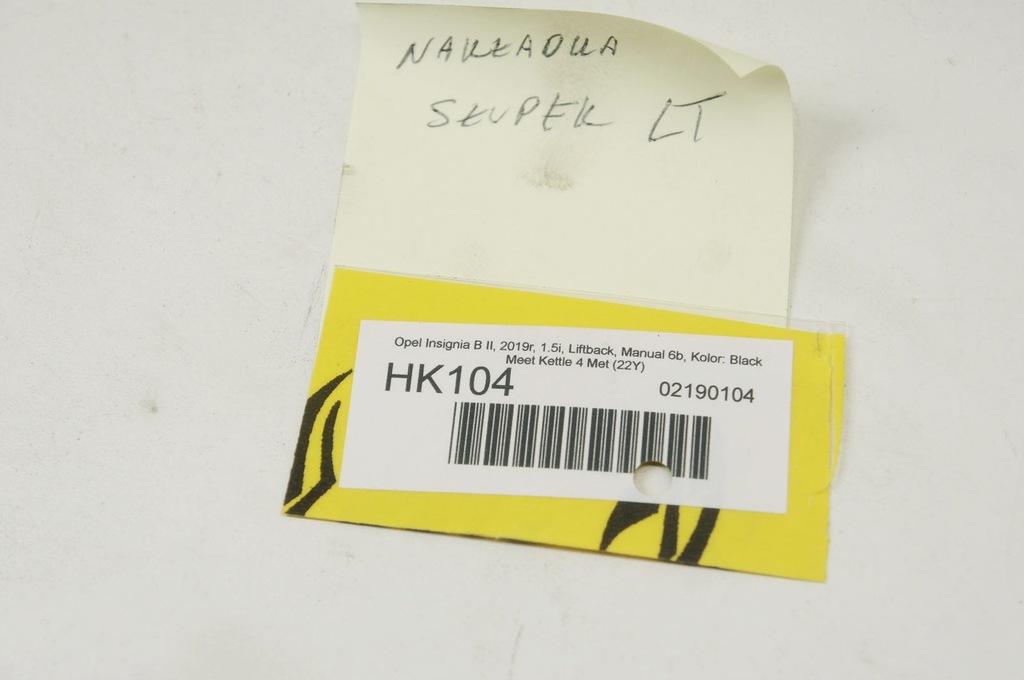 NAKŁADKA
SŁUPEK LT
Opel Insignia B II, 2019r, 1.5i, Liftback, Manual 6b, Kolor: Black
Meet Kettle 4 Met (22Y)
HK104 02190104